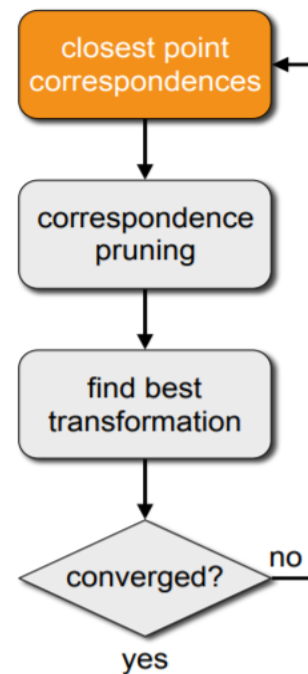 closest point
correspondences
correspondence
pruning
find best
transformation
converged?
no
yes